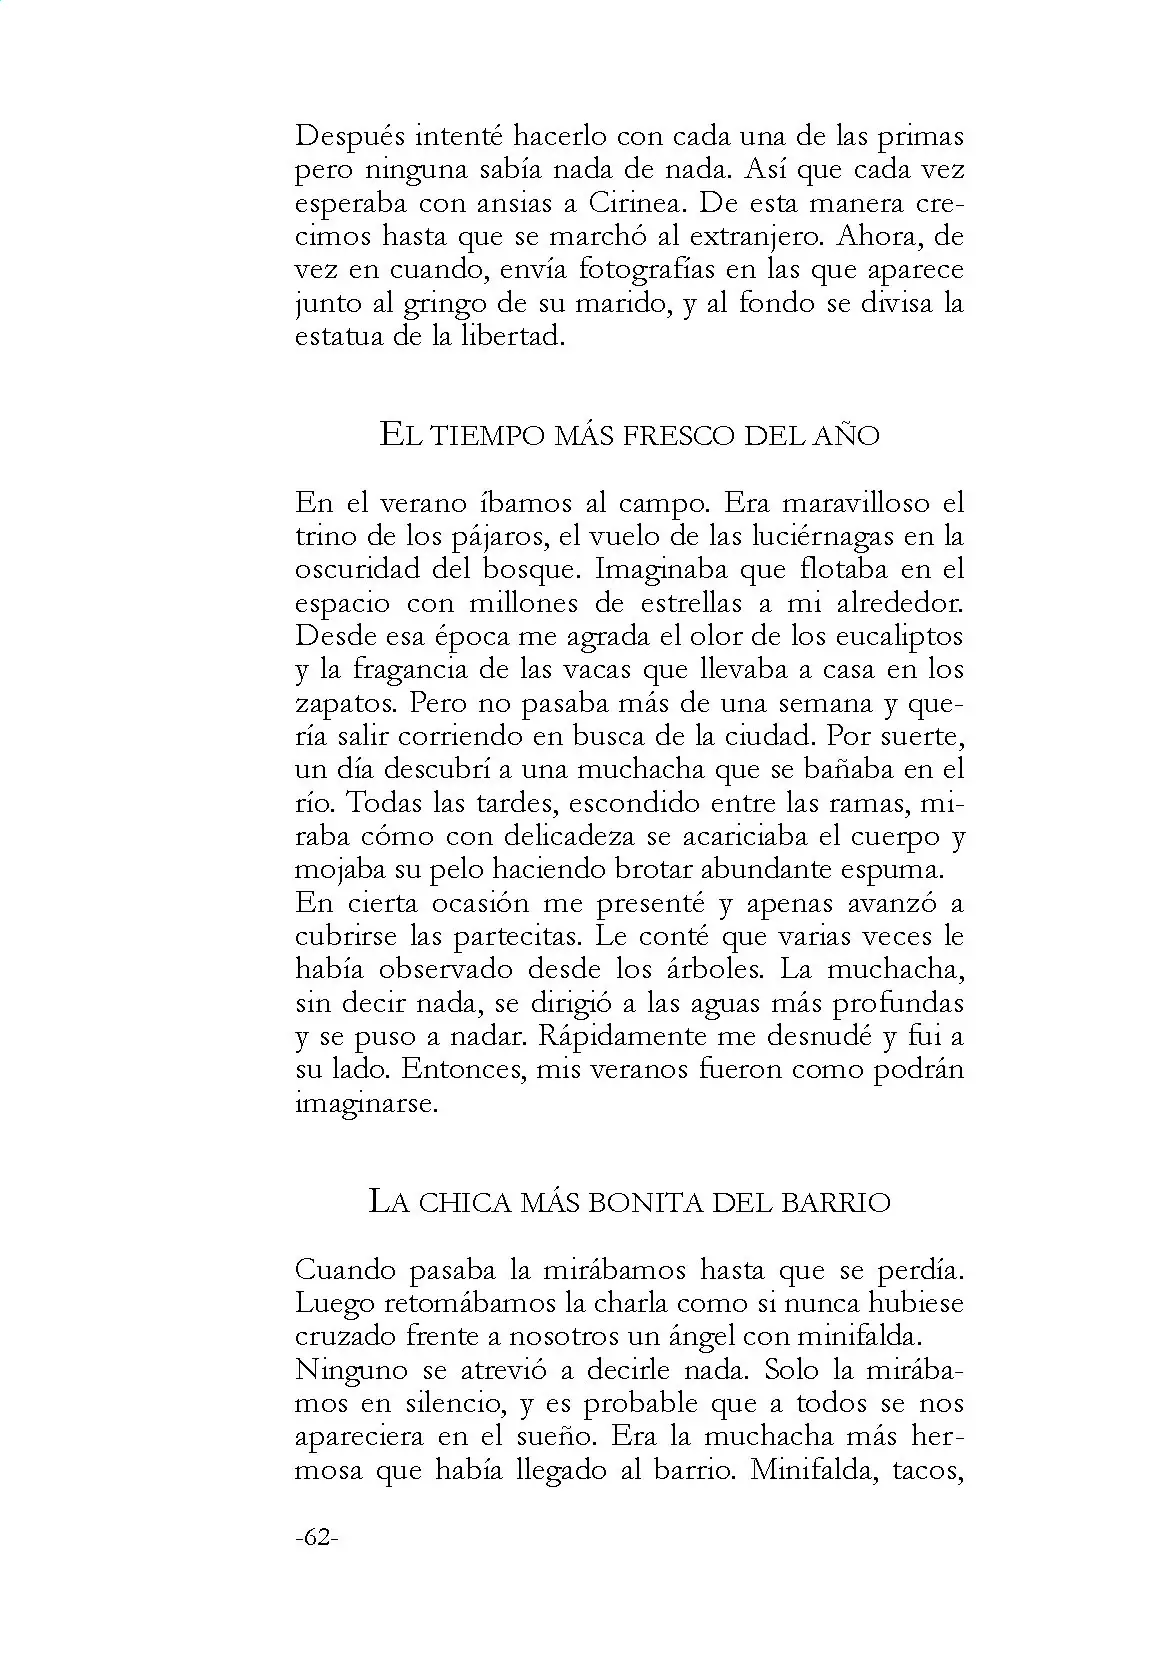 Después intenté hacerlo con cada una de las primas
pero ninguna sabía nada de nada. Así que cada vez
esperaba con ansias a Cirinea. De esta manera cre-
cimos hasta que se marchó al extranjero. Ahora, de
vez en cuando, envía fotografías en las que aparece
junto al gringo de su marido, y al fondo se divisa la
estatua de la libertad.
EL TIEMPO MÁS FRESCO DEL AÑO
En el verano íbamos al campo. Era maravilloso el
trino de los pájaros, el vuelo de las luciérnagas en la
oscuridad del bosque. Imaginaba que flotaba en el
espacio con millones de estrellas a mi alrededor.
Desde esa época me agrada el olor de los eucaliptos
y la fragancia de las vacas que llevaba a casa en los
zapatos. Pero no pasaba más de una semana y que-
ría salir corriendo en busca de la ciudad. Por suerte,
un día descubrí a una muchacha que se bañaba en el
río. Todas las tardes, escondido entre las ramas, mi-
raba cómo con delicadeza se acariciaba el cuerpo y
mojaba su pelo haciendo brotar abundante espuma.
En cierta ocasión me presenté y apenas avanzó a
cubrirse las partecitas. Le conté que varias veces le
había observado desde los árboles. La muchacha,
sin decir nada, se dirigió a las aguas más profundas
y se puso a nadar. Rápidamente me desnudé y fui a
su lado. Entonces, mis veranos fueron como podrán
imaginarse.
LA CHICA MÁS BONITA DEL BARRIO
Cuando pasaba la mirábamos hasta que se perdía.
Luego retomábamos la charla como si nunca hubiese
cruzado frente a nosotros un ángel con minifalda.
Ninguno se atrevió a decirle nada. Solo la mirába-
mos en silencio, y es probable que a todos se nos
apareciera en el sueño. Era la muchacha más her-
mosa que había llegado al barrio. Minifalda, tacos,
-62-